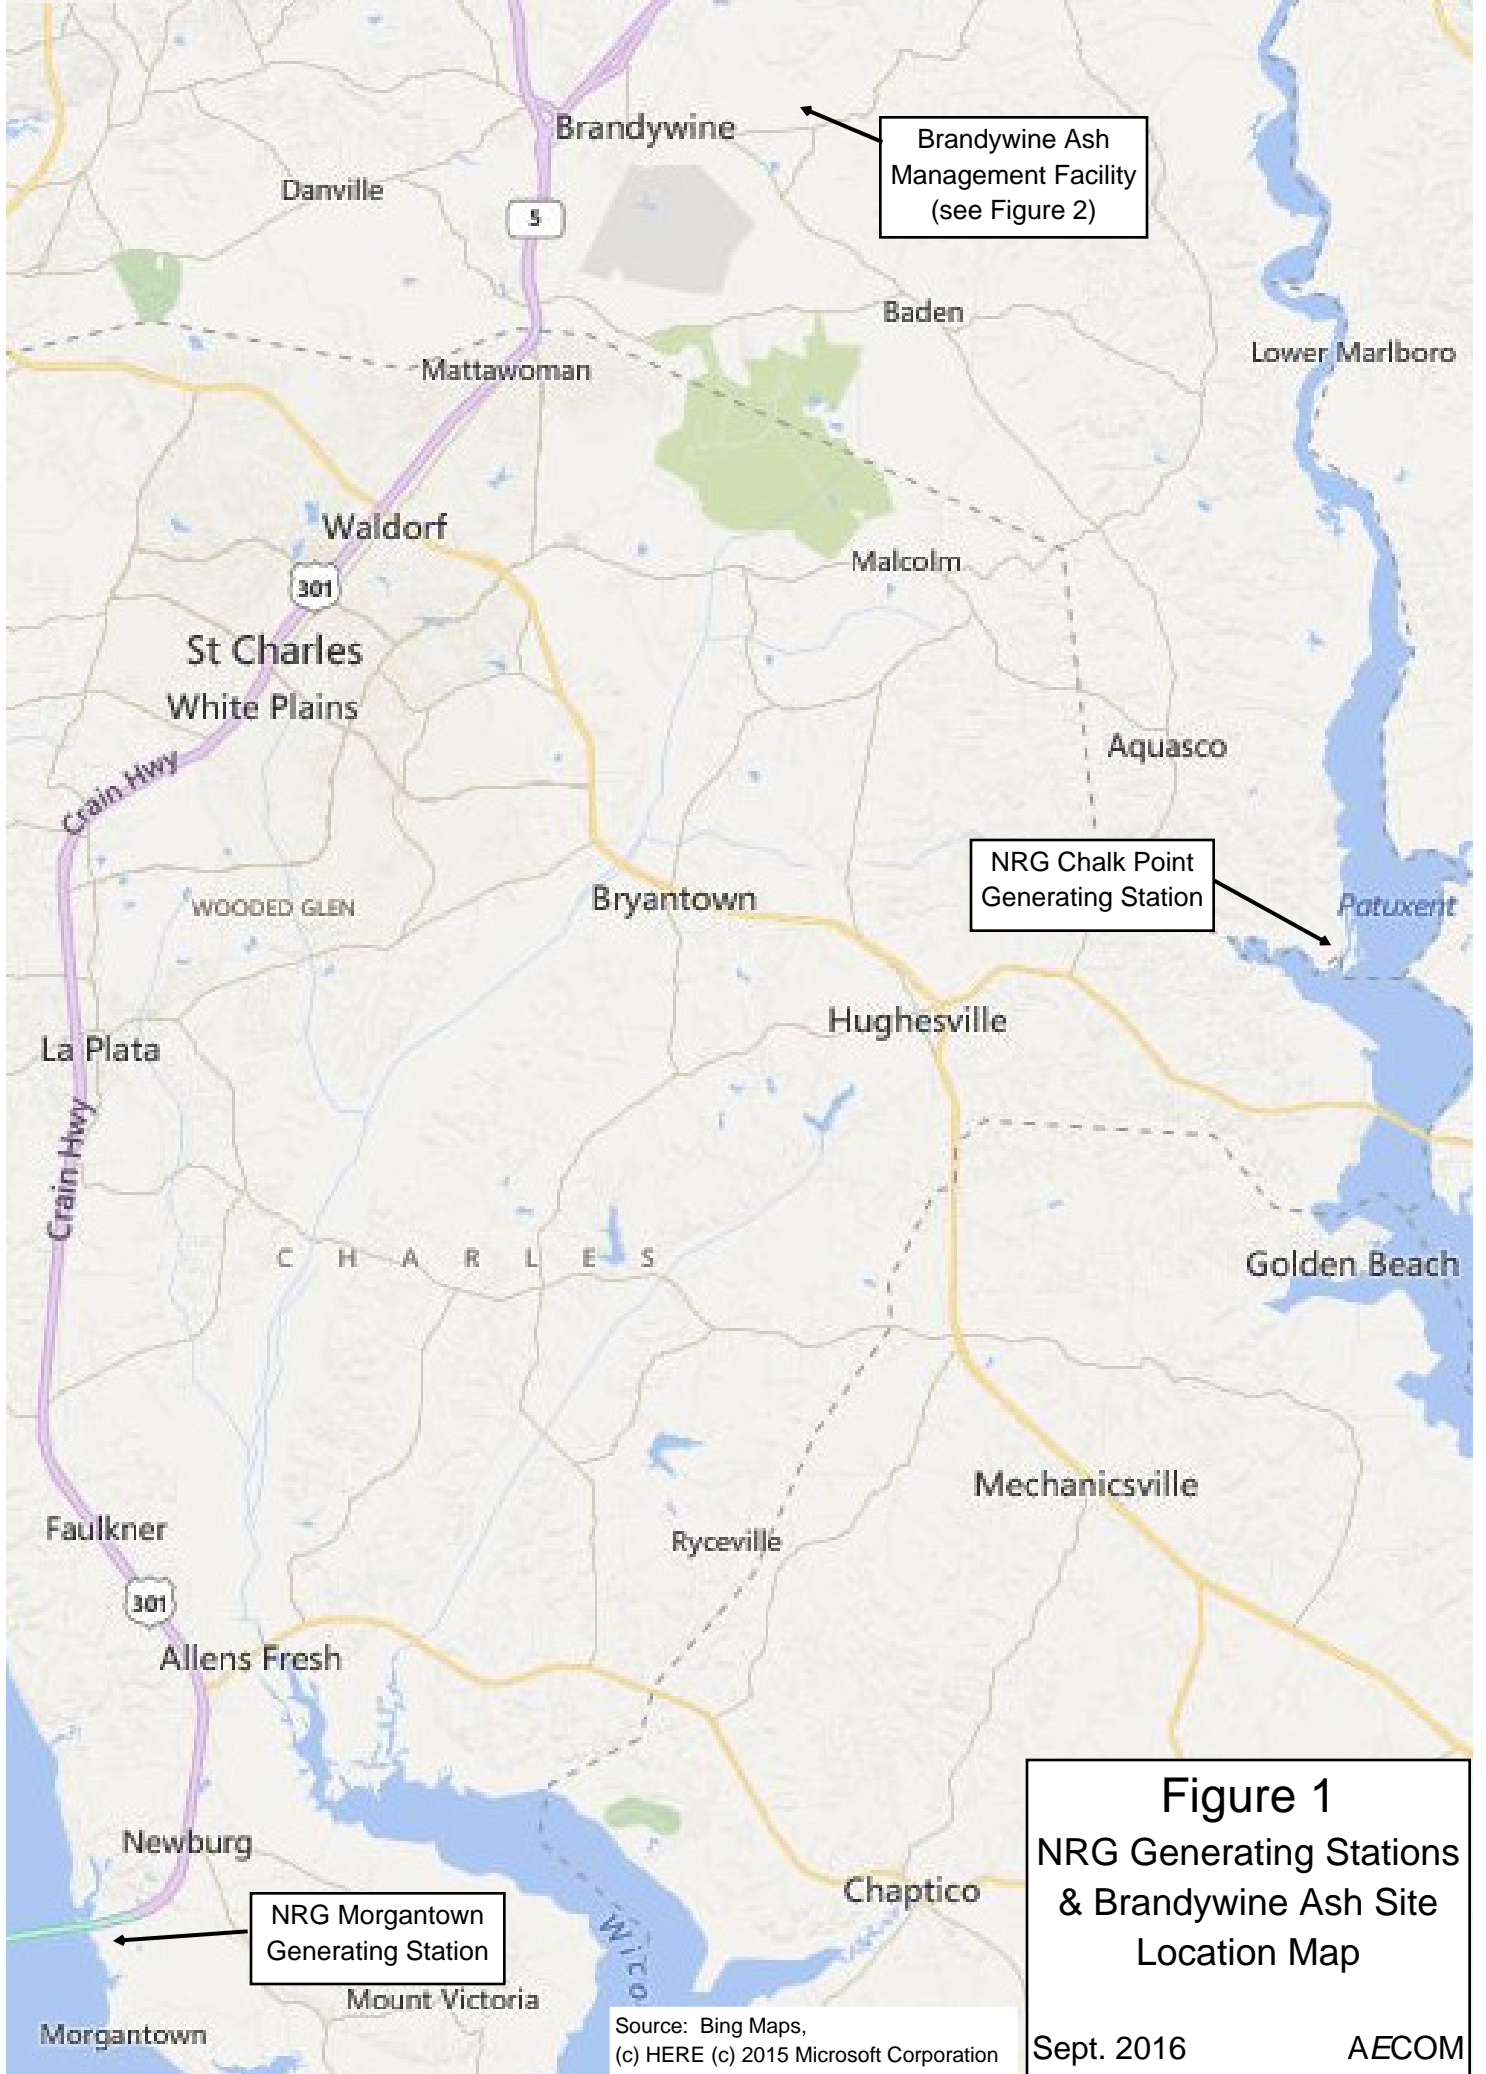 Brandywine
Brandywine Ash
Management Facility
(see Figure 2)
Danville
5
Baden
Lower Marlboro
Mattawoman
Waldorf
Malcolm
301
St Charles
White Plains
Aquasco
Crain Hwy
NRG Chalk Point
Generating Station
Patuxent
Bryantown
WOODED GLEN
Hughesville
La Plata
Crain Hwy
CHARLES
Golden Beach
Mechanicsville
Faulkner
Ryceville
301
Allens Fresh
Newburg
Chaptico
NRG Morgantown
Generating Station
Wico
Mount Victoria
Morgantown
Source: Bing Maps,
(c) HERE (c) 2015 Microsoft Corporation
Figure 1
NRG Generating Stations
& Brandywine Ash Site
Location Map
Sept. 2016 AECOM